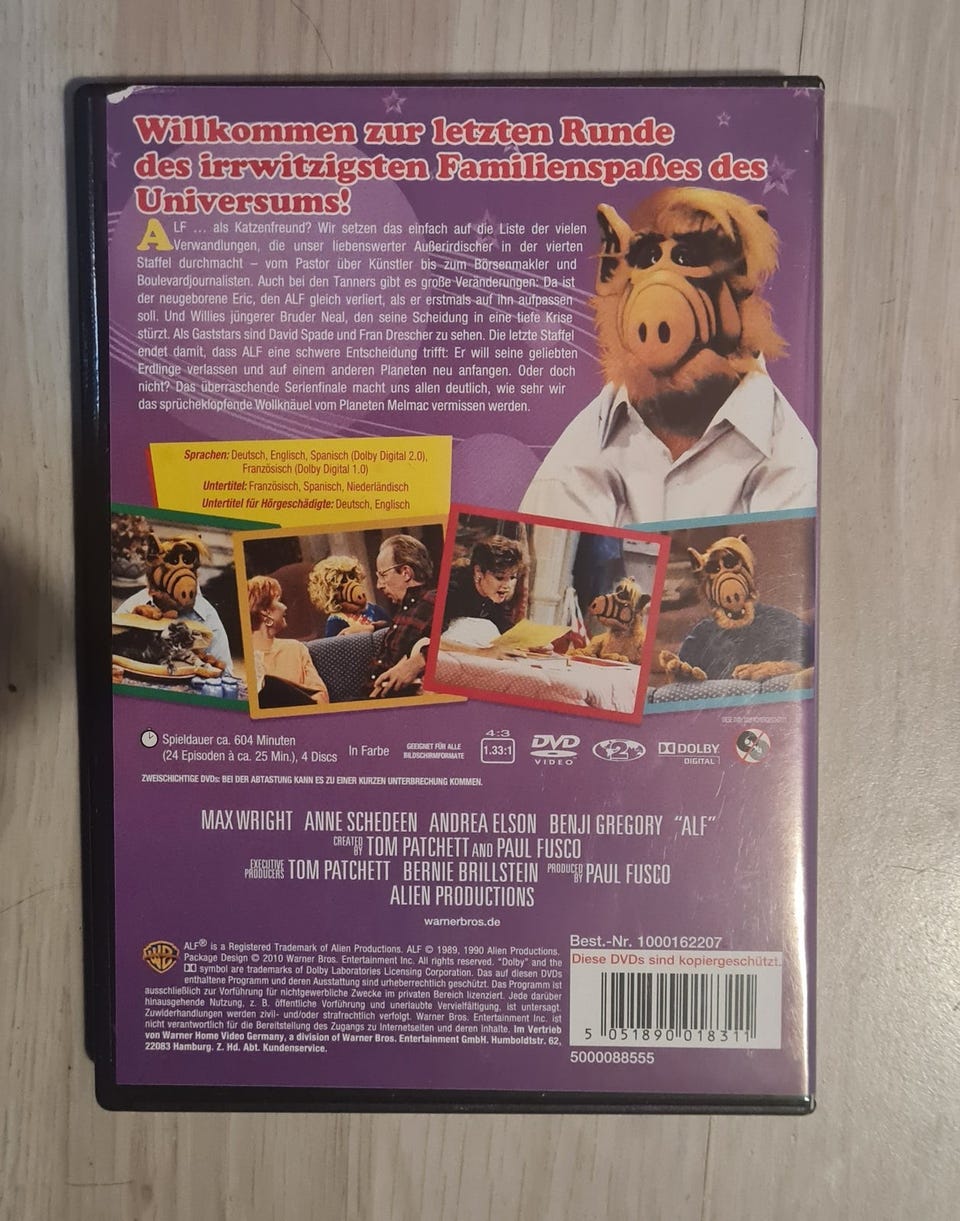 Willkommen zur letzten Runde
des irrwitzigsten Familienspaßes des
Universums!
ALF ... als Katzenfreund? Wir setzen das einfach auf die Liste der vielen
Verwandlungen, die unser liebenswerter Außerirdischer in der vierten
Staffel durchmacht – vom Pastor über Künstler bis zum Börsenmakler und
Boulevardjournalisten. Auch bei den Tanners gibt es große Veränderungen: Da ist
der neugeborene Eric, den ALF gleich verliert, als er erstmals auf ihn aufpassen
soll. Und Willies jüngerer Bruder Neal, den seine Scheidung in eine tiefe Krise
stürzt. Als Gaststars sind David Spade und Fran Drescher zu sehen. Die letzte Staffel
endet damit, dass ALF eine schwere Entscheidung trifft: Er will seine geliebten
Erdlinge verlassen und auf einem anderen Planeten neu anfangen. Oder doch
nicht? Das überraschende Serienfinale macht uns allen deutlich, wie sehr wir
das sprücheklopfende Wollknäuel vom Planeten Melmac vermissen werden.
Sprachen: Deutsch, Englisch, Spanisch (Dolby Digital 2.0),
Französisch (Dolby Digital 1.0)
Untertitel: Französisch, Spanisch, Niederländisch
Untertitel für Hörgeschädigte: Deutsch, Englisch
DIESE DVDs SIND KOPIERGESCHÜTZT
Spieldauer ca. 604 Minuten
(24 Episoden à ca. 25 Min.), 4 Discs
In Farbe
GEEIGNET FÜR ALLE
BILDSCHIRMFORMATE
4:3
1.33:1
DVD
VIDEO
2
DOLBY
DIGITAL
ZWEISCHICHTIGE DVDs: BEI DER ABTASTUNG KANN ES ZU EINER KURZEN UNTERBRECHUNG KOMMEN.
MAX WRIGHT ANNE SCHEDEEN ANDREA ELSON BENJI GREGORY "ALF"
CREATED BY TOM PATCHETT AND PAUL FUSCO
EXECUTIVE PRODUCERS TOM PATCHETT BERNIE BRILLSTEIN PRODUCED BY PAUL FUSCO
ALIEN PRODUCTIONS
warnerbros.de
WB
ALF® is a Registered Trademark of Alien Productions. ALF © 1989, 1990 Alien Productions.
Package Design © 2010 Warner Bros. Entertainment Inc. All rights reserved. "Dolby" and the
symbol are trademarks of Dolby Laboratories Licensing Corporation. Das auf diesen DVDs
enthaltene Programm und deren Ausstattung sind urheberrechtlich geschützt. Das Programm ist
ausschließlich zur Vorführung für nichtgewerbliche Zwecke im privaten Bereich lizenziert. Jede darüber
hinausgehende Nutzung, z. B. öffentliche Vorführung und unerlaubte Vervielfältigung, ist untersagt.
Zuwiderhandlungen werden zivil- und/oder strafrechtlich verfolgt. Warner Bros. Entertainment Inc. ist
nicht verantwortlich für die Bereitstellung des Zugangs zu Internetseiten und deren Inhalte. Im Vertrieb
von Warner Home Video Germany, a division of Warner Bros. Entertainment GmbH. Humboldtstr. 62,
22083 Hamburg. Z. Hd. Abt. Kundenservice.
Best.-Nr. 1000162207
Diese DVDs sind kopiergeschützt.
5 051890 018311
5000088555